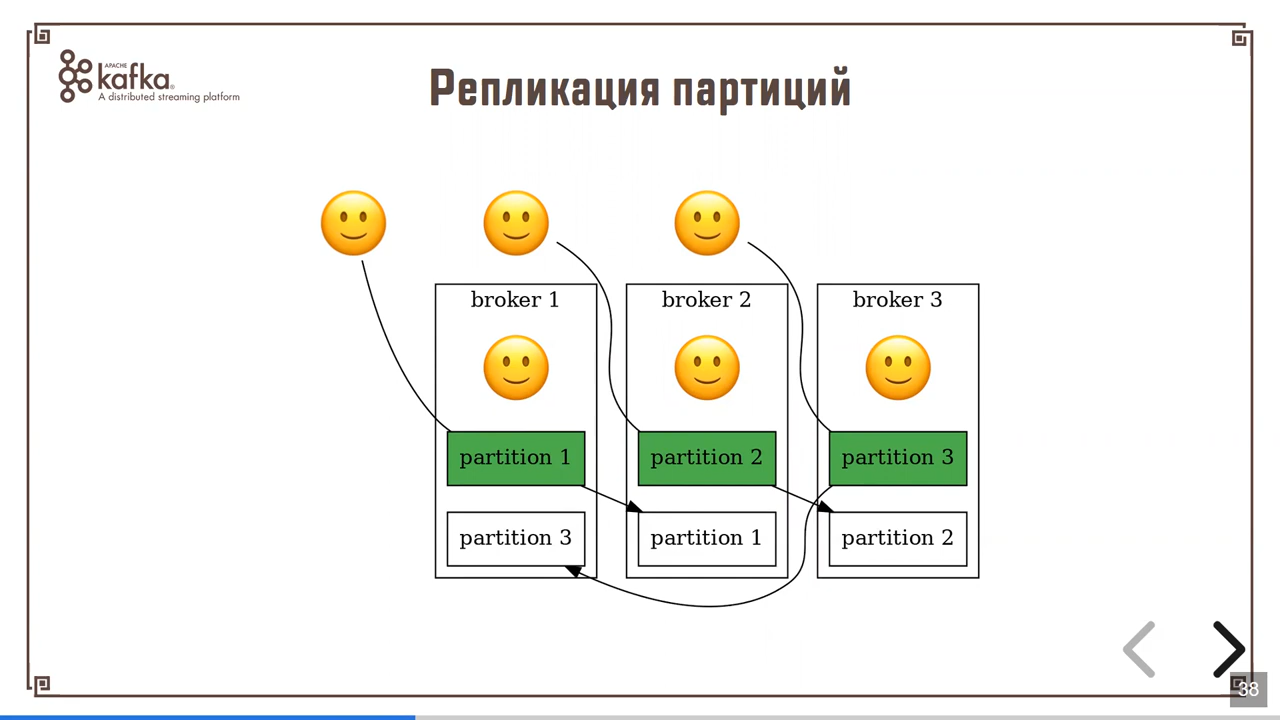 APACHE
kafka®
A distributed streaming platform
Репликация партиций
broker 1
broker 2
broker 3
partition 1
partition 2
partition 3
partition 3
partition 1
partition 2
38